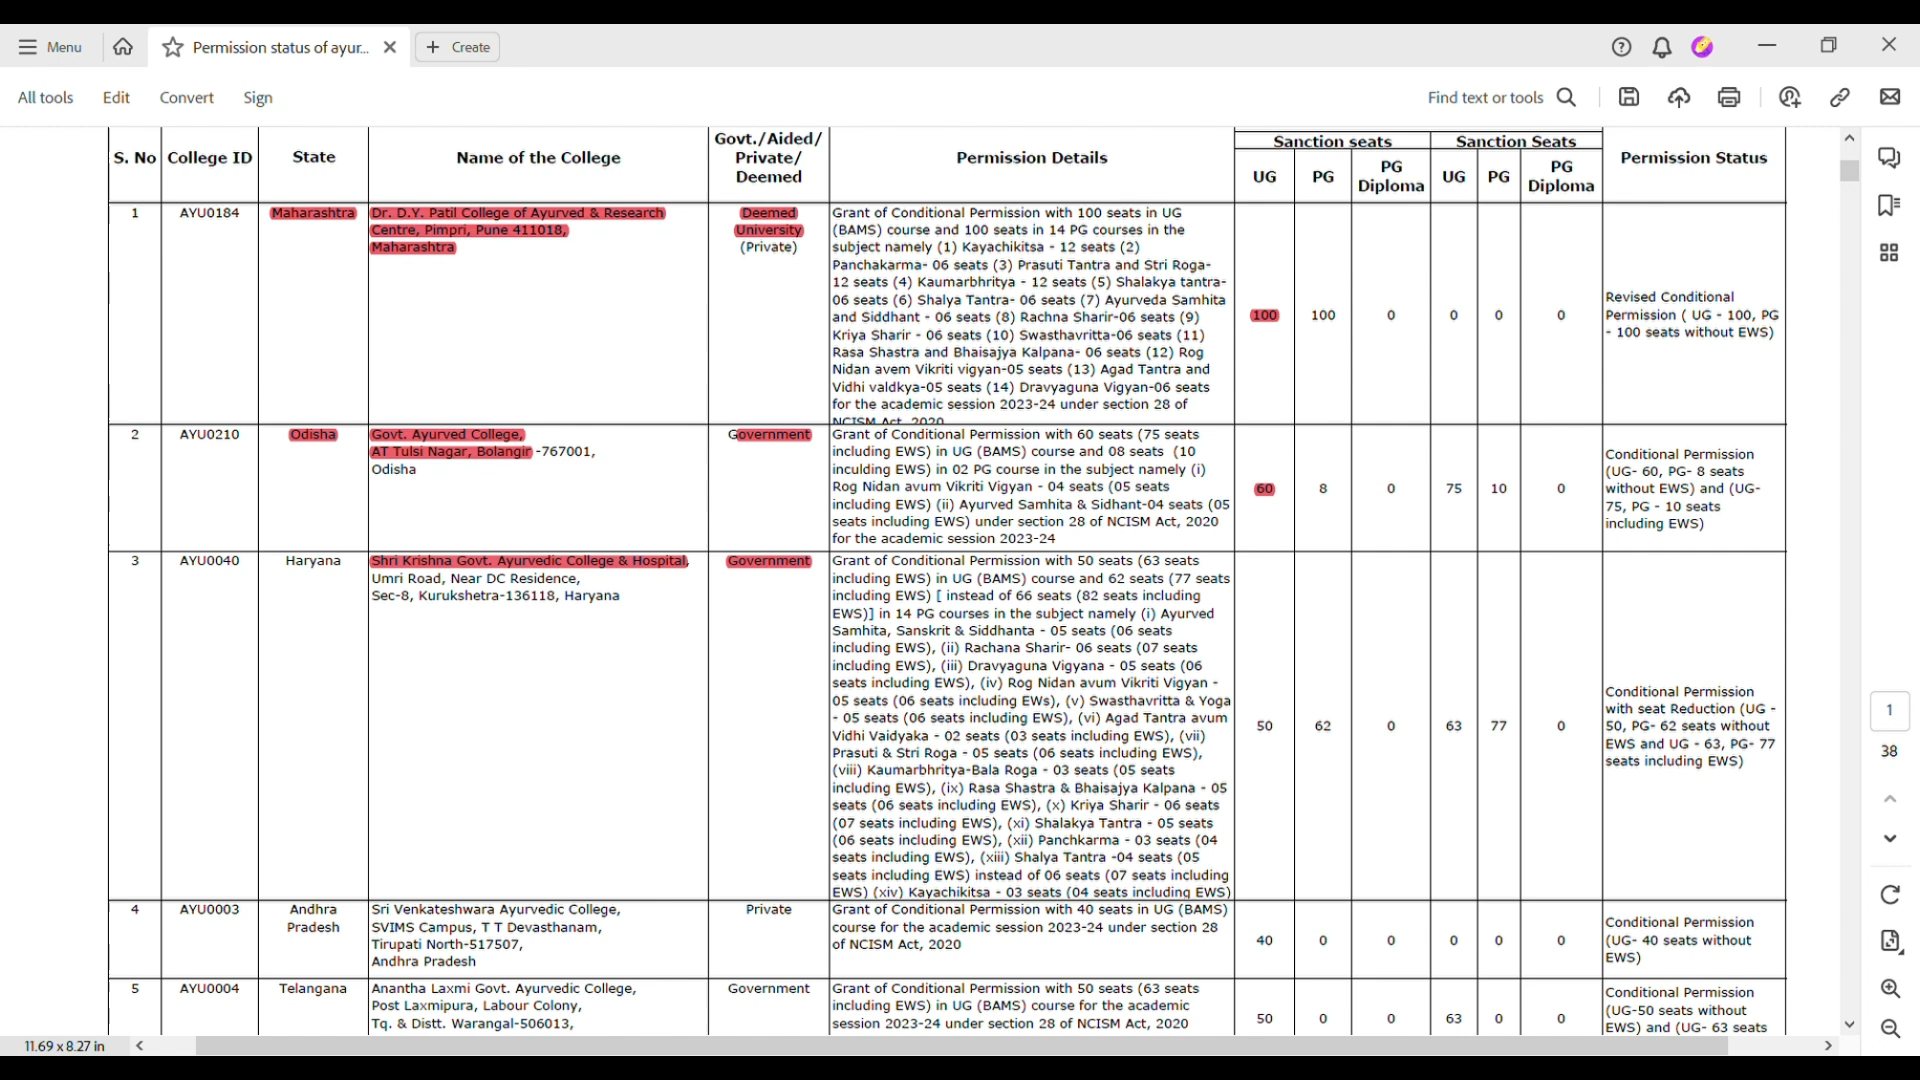 Menu
Permission status of ayur...
Create
All tools
Edit
Convert
Sign
Find text or tools
S. No
College ID
State
Name of the College
Govt./Aided/
Private/
Deemed
Permission Details
Sanction seats
UG
PG
PG
Diploma
Sanction Seats
UG
PG
PG
Diploma
Permission Status
1
AYU0184
Maharashtra
Dr. D.Y. Patil College of Ayurved & Research
Centre, Pimpri, Pune 411018,
Maharashtra
Deemed
University
(Private)
Grant of Conditional Permission with 100 seats in UG
(BAMS) course and 100 seats in 14 PG courses in the
subject namely (1) Kayachikitsa - 12 seats (2)
Panchakarma- 06 seats (3) Prasuti Tantra and Stri Roga-
12 seats (4) Kaumarbhritya - 12 seats (5) Shalakya tantra-
06 seats (6) Shalya Tantra- 06 seats (7) Ayurveda Samhita
and Siddhant - 06 seats (8) Rachna Sharir-06 seats (9)
Kriya Sharir - 06 seats (10) Swasthavritta-06 seats (11)
Rasa Shastra and Bhaisajya Kalpana- 06 seats (12) Rog
Nidan avem Vikriti vigyan-05 seats (13) Agad Tantra and
Vidhi valdkya-05 seats (14) Dravyaguna Vigyan-06 seats
for the academic session 2023-24 under section 28 of
NCISM Act, 2020
100
100
0
0
0
0
Revised Conditional
Permission ( UG - 100, PG
- 100 seats without EWS)
2
AYU0210
Odisha
Govt. Ayurved College,
AT Tulsi Nagar, Bolangir -767001,
Odisha
Government
Grant of Conditional Permission with 60 seats (75 seats
including EWS) in UG (BAMS) course and 08 seats (10
inculding EWS) in 02 PG course in the subject namely (i)
Rog Nidan avum Vikriti Vigyan - 04 seats (05 seats
including EWS) (ii) Ayurved Samhita & Sidhant-04 seats (05
seats including EWS) under section 28 of NCISM Act, 2020
for the academic session 2023-24
60
8
0
75
10
0
Conditional Permission
(UG- 60, PG- 8 seats
without EWS) and (UG-
75, PG - 10 seats
including EWS)
3
AYU0040
Haryana
Shri Krishna Govt. Ayurvedic College & Hospital,
Umri Road, Near DC Residence,
Sec-8, Kurukshetra-136118, Haryana
Government
Grant of Conditional Permission with 50 seats (63 seats
including EWS) in UG (BAMS) course and 62 seats (77 seats
including EWS) [ instead of 66 seats (82 seats including
EWS)] in 14 PG courses in the subject namely (i) Ayurved
Samhita, Sanskrit & Siddhanta - 05 seats (06 seats
including EWS), (ii) Rachana Sharir- 06 seats (07 seats
including EWS), (iii) Dravyaguna Vigyana - 05 seats (06
seats including EWS), (iv) Rog Nidan avum Vikriti Vigyan -
05 seats (06 seats including EWs), (v) Swasthavritta & Yoga
- 05 seats (06 seats including EWS), (vi) Agad Tantra avum
Vidhi Vaidyaka - 02 seats (03 seats including EWS), (vii)
Prasuti & Stri Roga - 05 seats (06 seats including EWS),
(viii) Kaumarbhritya-Bala Roga - 03 seats (05 seats
including EWS), (ix) Rasa Shastra & Bhaisajya Kalpana - 05
seats (06 seats including EWS), (x) Kriya Sharir - 06 seats
(07 seats including EWS), (xi) Shalakya Tantra - 05 seats
(06 seats including EWS), (xii) Panchkarma - 03 seats (04
seats including EWS), (xiii) Shalya Tantra -04 seats (05
seats including EWS) instead of 06 seats (07 seats including
EWS) (xiv) Kayachikitsa - 03 seats (04 seats including EWS)
50
62
0
63
77
0
Conditional Permission
with seat Reduction (UG -
50, PG- 62 seats without
EWS and UG - 63, PG- 77
seats including EWS)
4
AYU0003
Andhra
Pradesh
Sri Venkateshwara Ayurvedic College,
SVIMS Campus, T T Devasthanam,
Tirupati North-517507,
Andhra Pradesh
Private
Grant of Conditional Permission with 40 seats in UG (BAMS)
course for the academic session 2023-24 under section 28
of NCISM Act, 2020
40
0
0
0
0
0
Conditional Permission
(UG- 40 seats without
EWS)
5
AYU0004
Telangana
Anantha Laxmi Govt. Ayurvedic College,
Post Laxmipura, Labour Colony,
Tq. & Distt. Warangal-506013,
Government
Grant of Conditional Permission with 50 seats (63 seats
including EWS) in UG (BAMS) course for the academic
session 2023-24 under section 28 of NCISM Act, 2020
50
0
0
63
0
0
Conditional Permission
(UG-50 seats without
EWS) and (UG- 63 seats
1
38
11.69 x 8.27 in